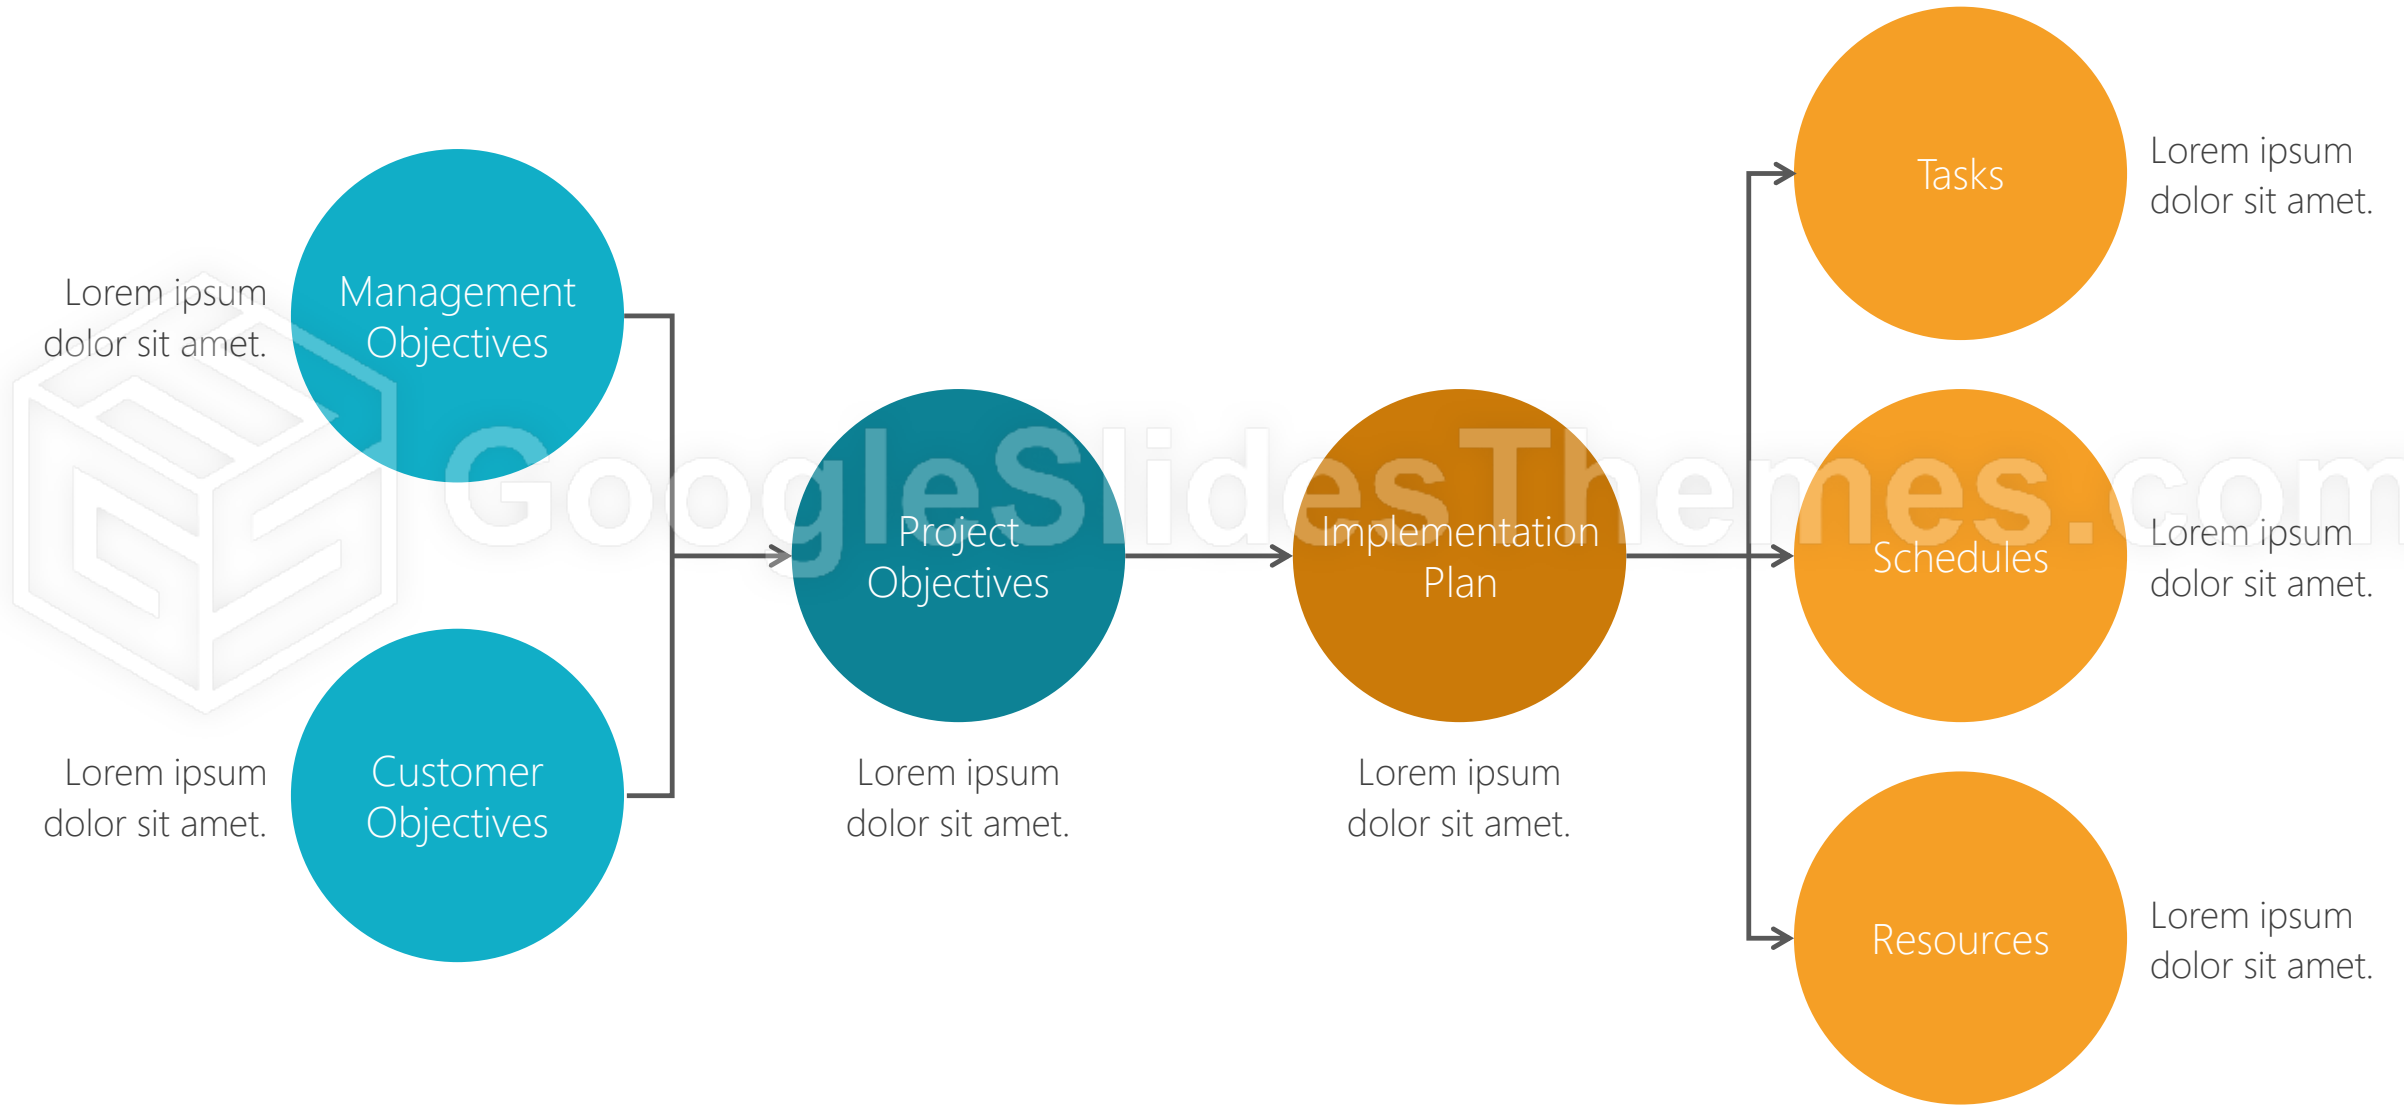 Lorem ipsum
dolor sit amet.
Management
Objectives
Lorem ipsum
dolor sit amet.
Customer
Objectives
Project
Objectives
Lorem ipsum
dolor sit amet.
Implementation
Plan
Lorem ipsum
dolor sit amet.
Tasks
Lorem ipsum
dolor sit amet.
Schedules
Lorem ipsum
dolor sit amet.
Resources
Lorem ipsum
dolor sit amet.
GoogleSlidesThemes.com